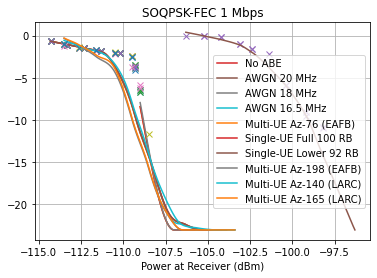 SOQPSK-FEC 1 Mbps
0
−5
−10
−15
−20
No ABE
AWGN 20 MHz
AWGN 18 MHz
AWGN 16.5 MHz
Multi-UE Az-76 (EAFB)
Single-UE Full 100 RB
Single-UE Lower 92 RB
Multi-UE Az-198 (EAFB)
Multi-UE Az-140 (LARC)
Multi-UE Az-165 (LARC)
−115.0 −112.5 −110.0 −107.5 −105.0 −102.5 −100.0 −97.5
Power at Receiver (dBm)